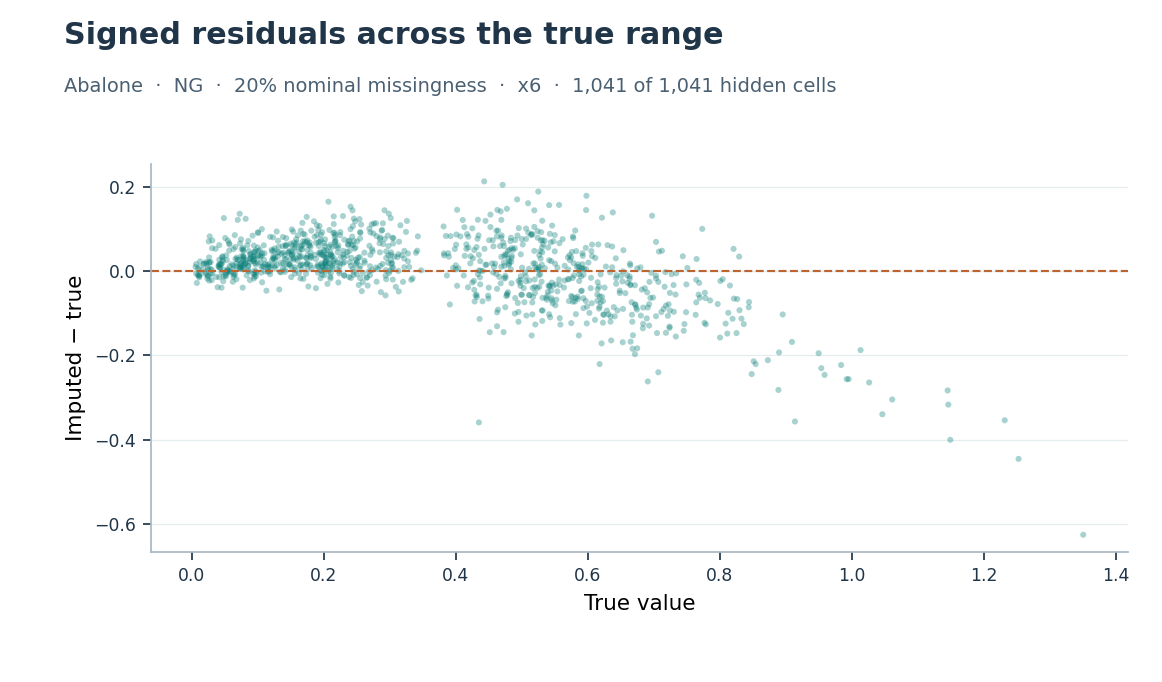 Signed residuals across the true range
Abalone · NG · 20% nominal missingness · x6 · 1,041 of 1,041 hidden cells
Imputed − true
0.2
0.0
−0.2
−0.4
−0.6
0.0 0.2 0.4 0.6 0.8 1.0 1.2 1.4
True value